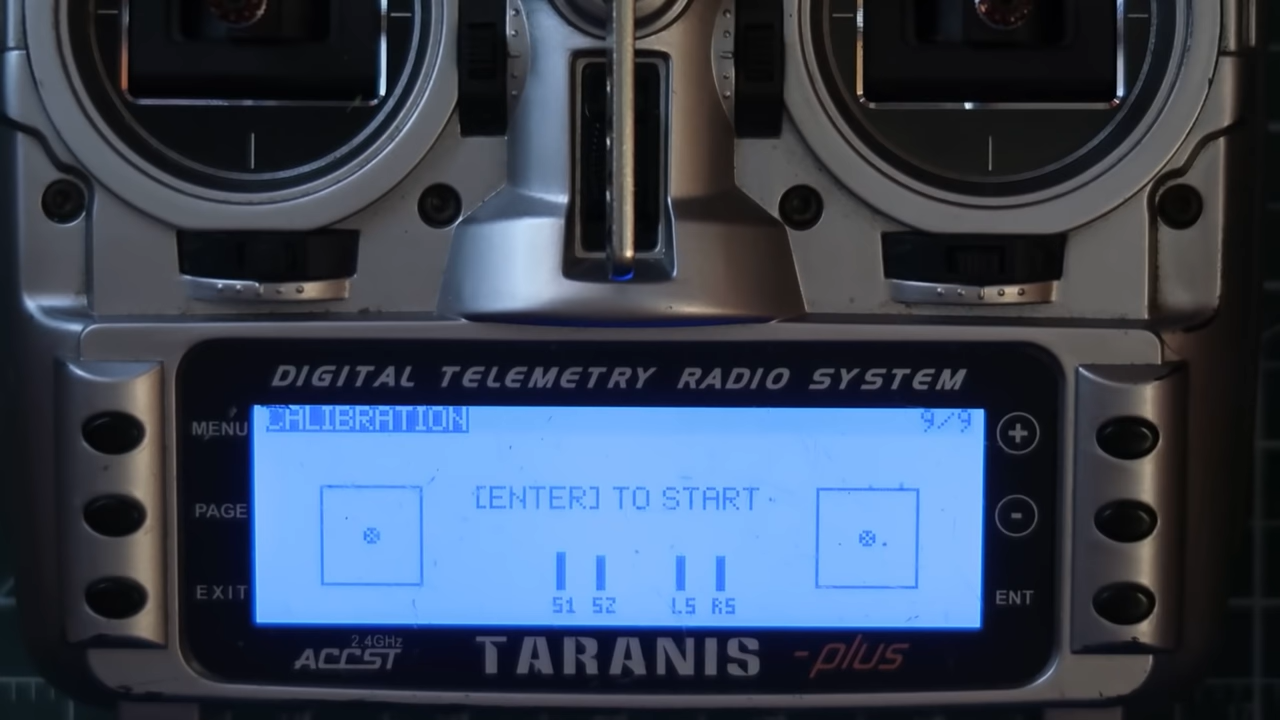 DIGITAL TELEMETRY RADIO SYSTEM
MENU
CALIBRATION 9/9
+
PAGE
[ENTER] TO START
-
EXIT
S1 S2 LS RS
ENT
2.4GHz
ACCST
TARANIS -plus